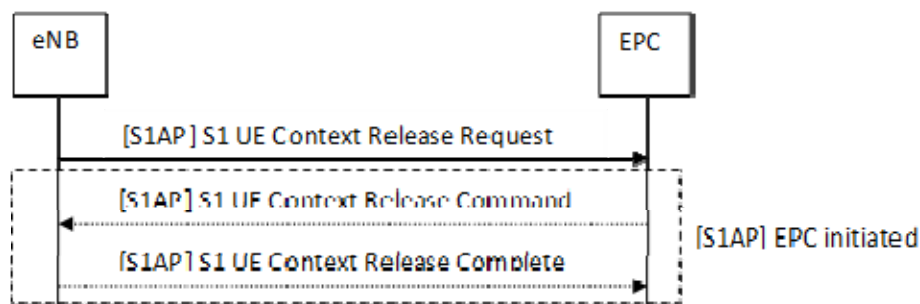 eNB
EPC
[S1AP] S1 UE Context Release Request
[S1AP] S1 UE Context Release Command
[S1AP] S1 UE Context Release Complete
[S1AP] EPC initiated